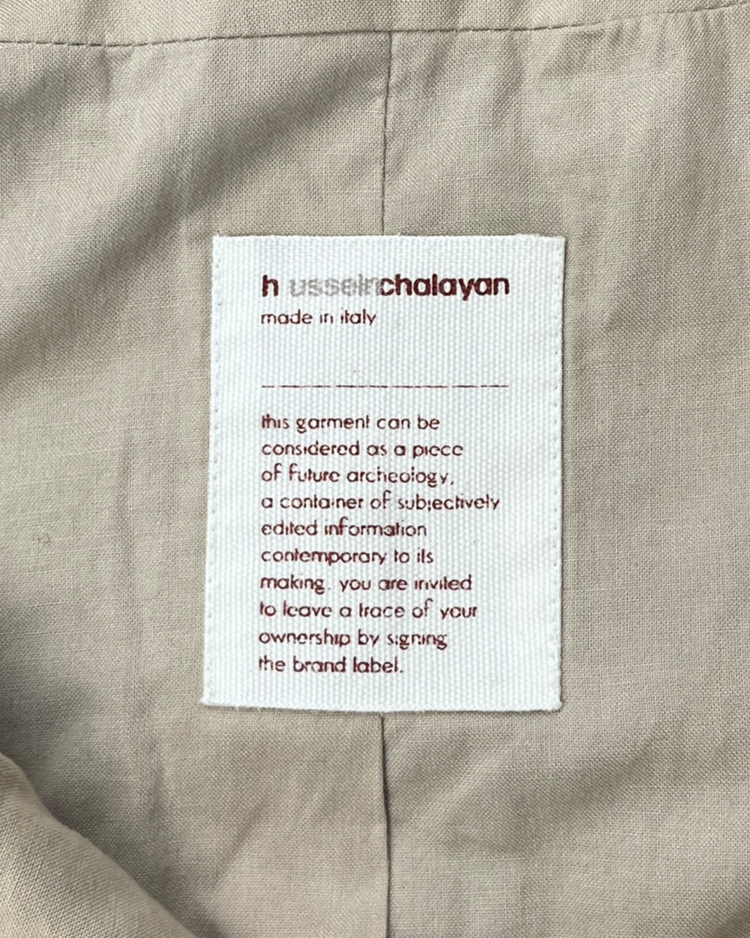 husseinchalayan
made in italy
this garment can be
considered as a piece
of future archeology,
a container of subjectively
edited information
contemporary to its
making. you are invited
to leave a trace of your
ownership by signing
the brand label.